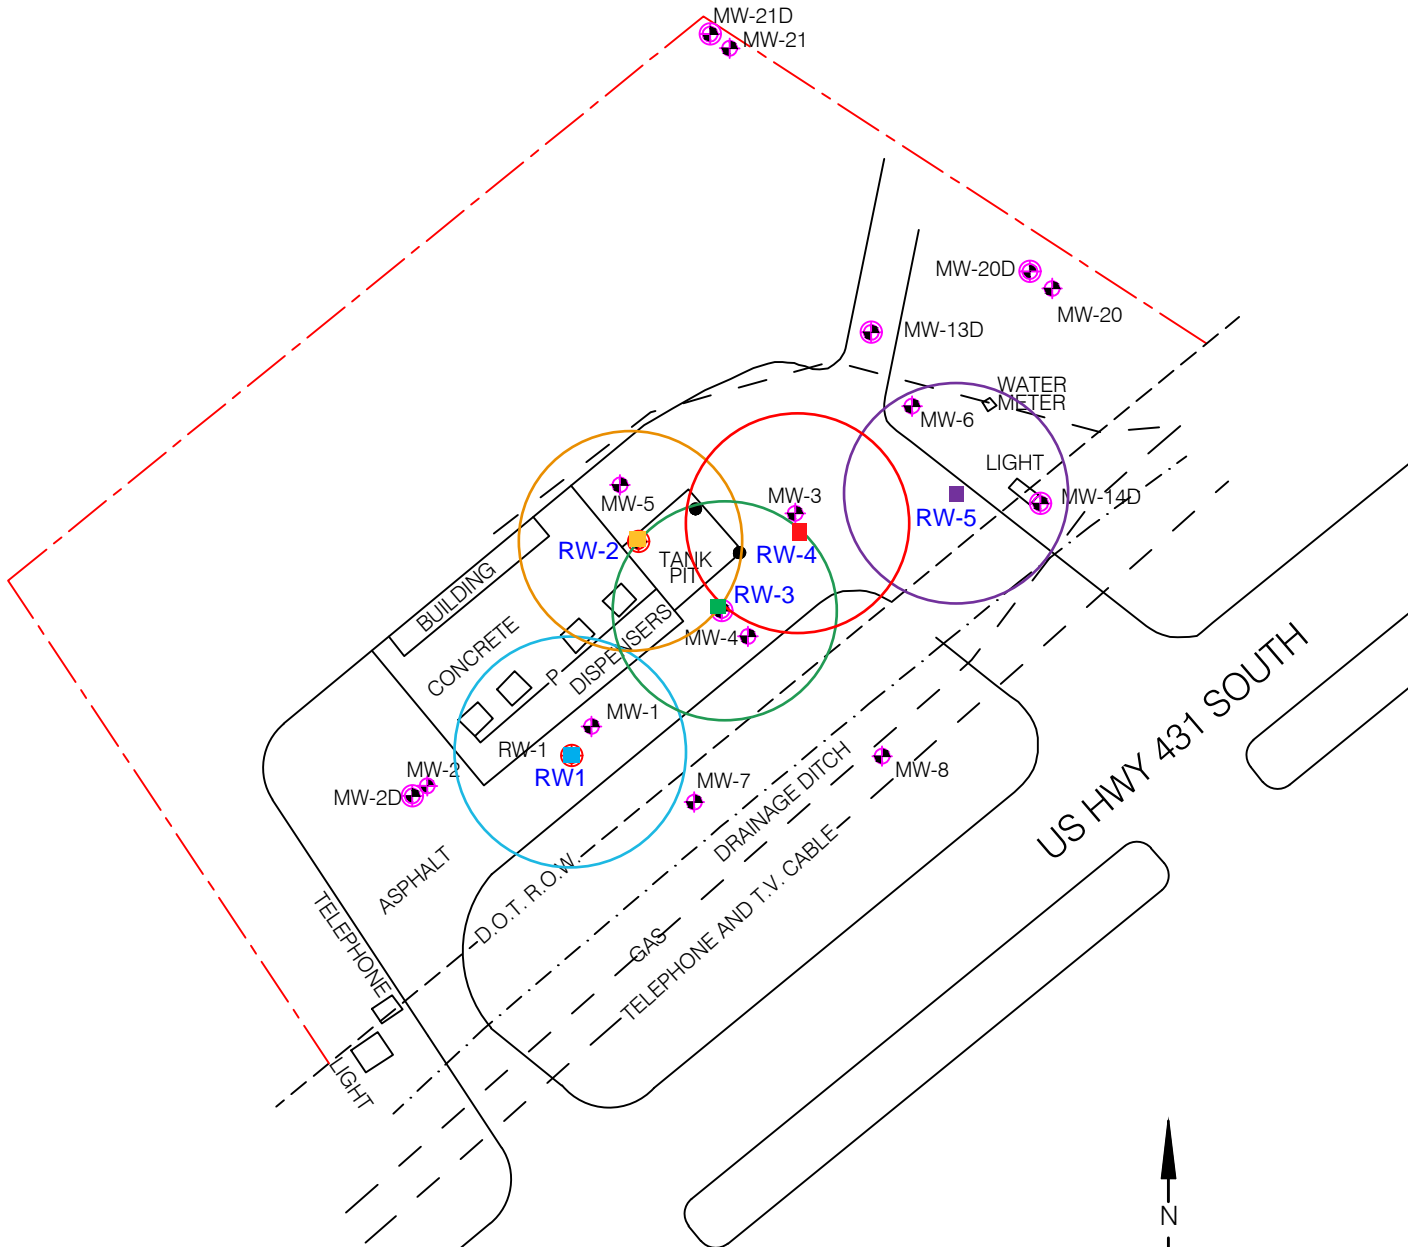 MW-21D
MW-21
MW-20D
MW-20
MW-13D
WATER
METER
MW-6
LIGHT
MW-14D
RW-5
MW-5
MW-3
RW-2
TANK
PIT
RW-4
RW-3
MW-4
BUILDING
CONCRETE
P
DISPENSERS
MW-1
RW-1
RW1
MW-2
MW-2D
MW-7
MW-8
DRAINAGE DITCH
US HWY 431 SOUTH
ASPHALT
D.O.T. R.O.W.
TELEPHONE
GAS
TELEPHONE AND T.V. CABLE
LIGHT
N